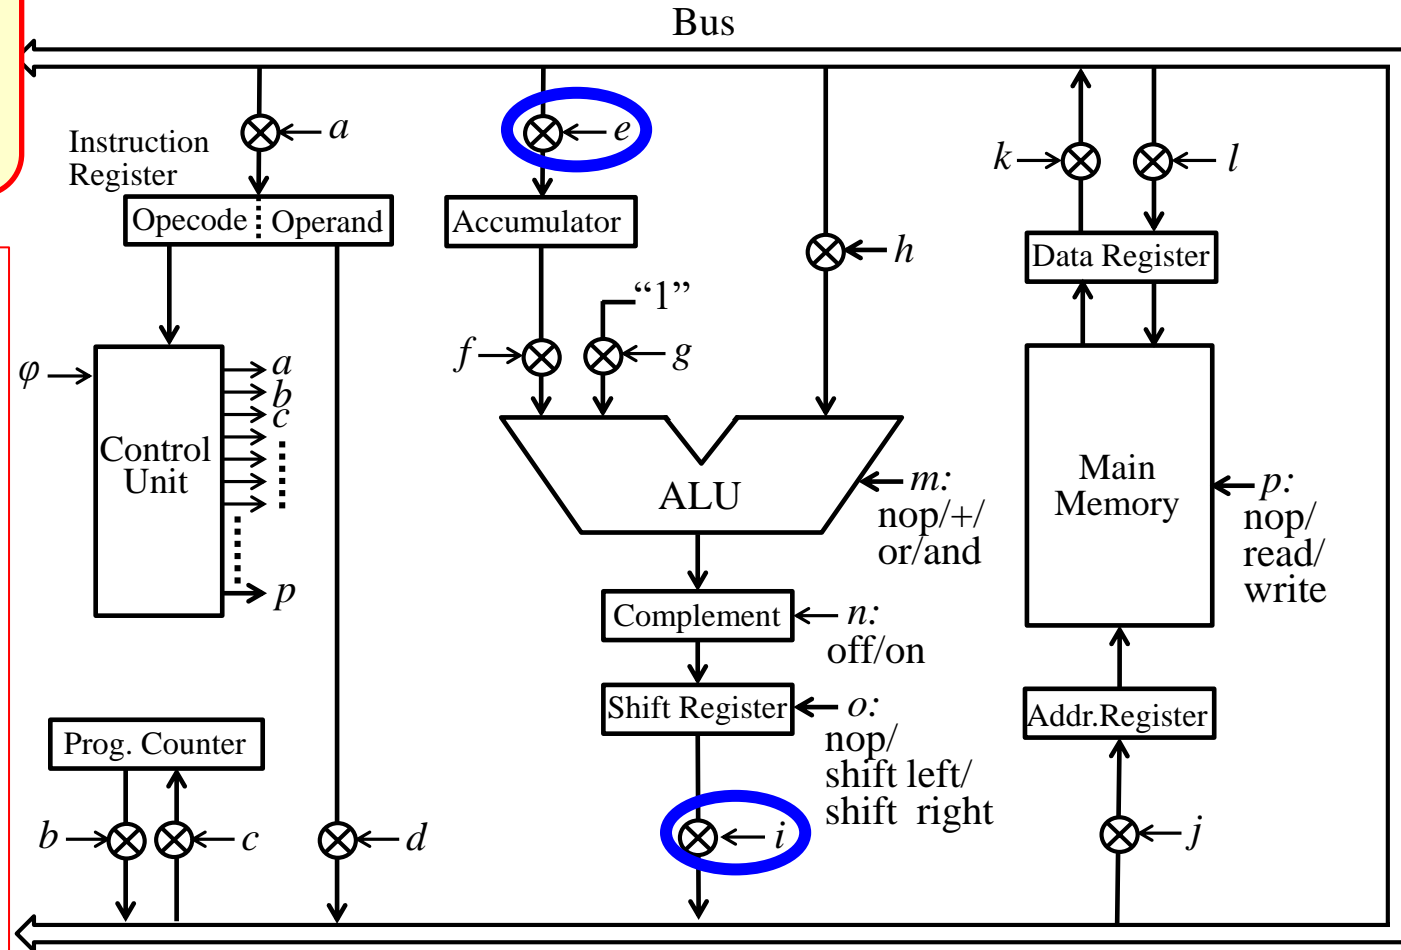 Bus
a
e
Instruction
Register
k
l
Opecode
Operand
Accumulator
h
Data Register
“1”
f
g
φ
a
b
c
Control
Unit
p
ALU
m:
nop/+/
or/and
Main
Memory
p:
nop/
read/
write
Complement
n:
off/on
Shift Register
o:
nop/
shift left/
shift right
Addr.Register
Prog. Counter
b
c
d
i
j